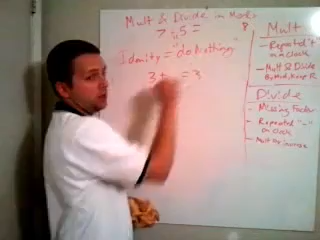 Mult & Divide in Mod8
7 "÷" 5 =
8
Identity = "do Nothing"
3 + = 3
Mult
- Repeated "+"
on a clock
- Mult & Divide
By Mod, Keep R
Divide
- Missing Factor
- Repeated "-"
on clock
- Mult by inverse